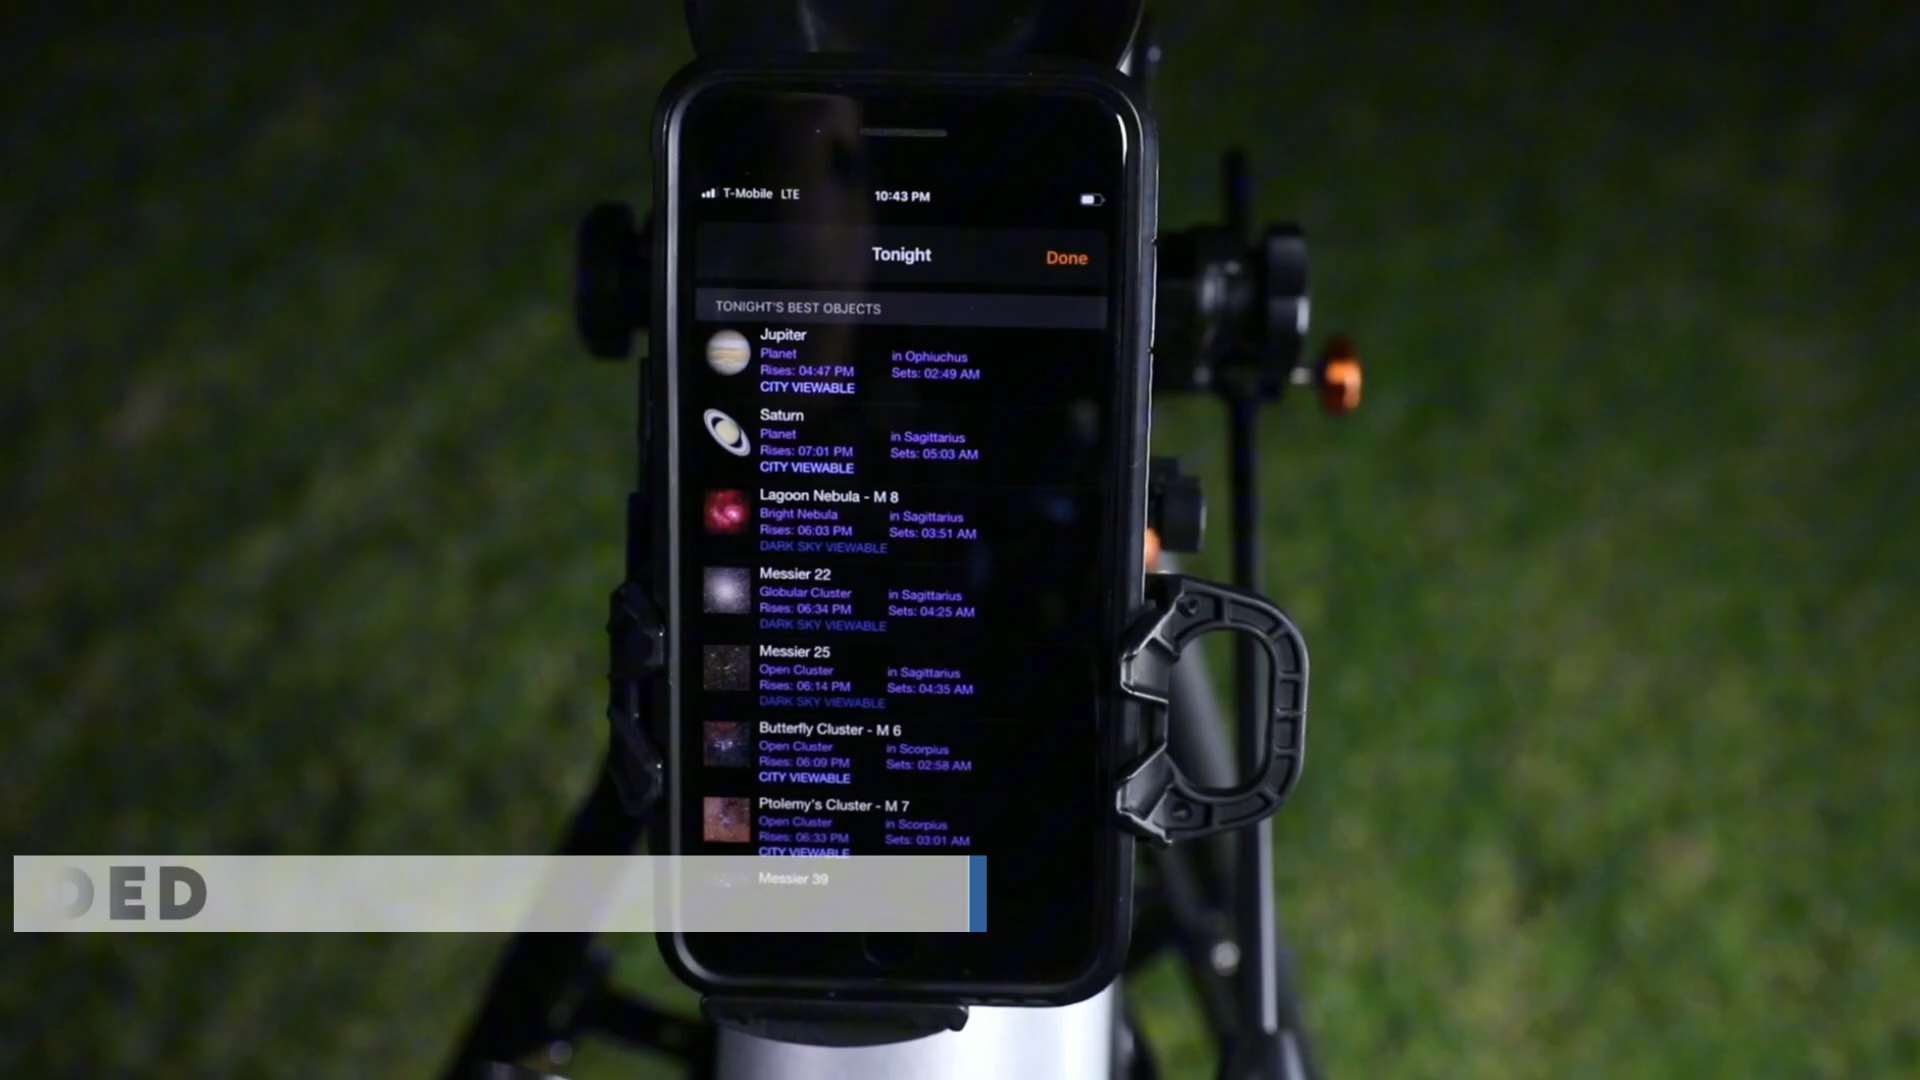 T-Mobile LTE 10:43 PM
Tonight Done
TONIGHT'S BEST OBJECTS
Jupiter
Planet in Ophiuchus
Rises: 04:47 PM Sets: 02:49 AM
CITY VIEWABLE
Saturn
Planet in Sagittarius
Rises: 07:01 PM Sets: 05:03 AM
CITY VIEWABLE
Lagoon Nebula - M 8
Bright Nebula in Sagittarius
Rises: 06:03 PM Sets: 03:51 AM
DARK SKY VIEWABLE
Messier 22
Globular Cluster in Sagittarius
Rises: 06:34 PM Sets: 04:25 AM
DARK SKY VIEWABLE
Messier 25
Open Cluster in Sagittarius
Rises: 06:14 PM Sets: 04:35 AM
DARK SKY VIEWABLE
Butterfly Cluster - M 6
Open Cluster in Scorpius
Rises: 06:09 PM Sets: 02:58 AM
CITY VIEWABLE
Ptolemy's Cluster - M 7
Open Cluster in Scorpius
Rises: 06:33 PM Sets: 03:01 AM
CITY VIEWABLE
Messier 39
DED